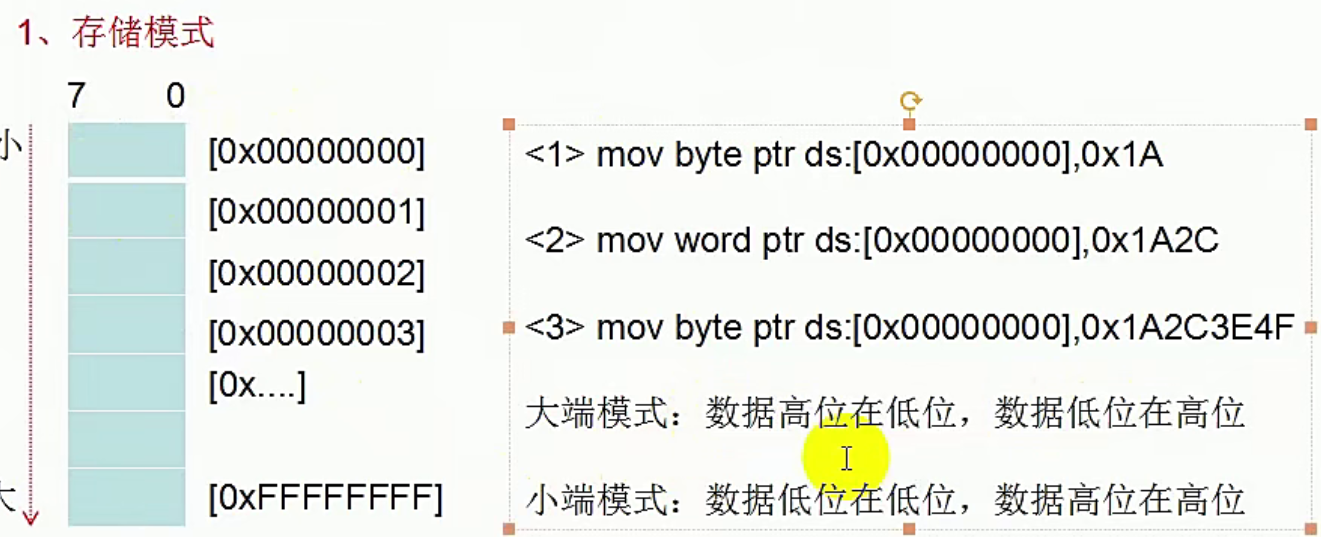 1、存储模式
7 0
小
[0x00000000]
[0x00000001]
[0x00000002]
[0x00000003]
[0x....]
大
[0xFFFFFFFF]
<1> mov byte ptr ds:[0x00000000],0x1A
<2> mov word ptr ds:[0x00000000],0x1A2C
<3> mov byte ptr ds:[0x00000000],0x1A2C3E4F
大端模式：数据高位在低位，数据低位在高位
小端模式：数据低位在低位，数据高位在高位